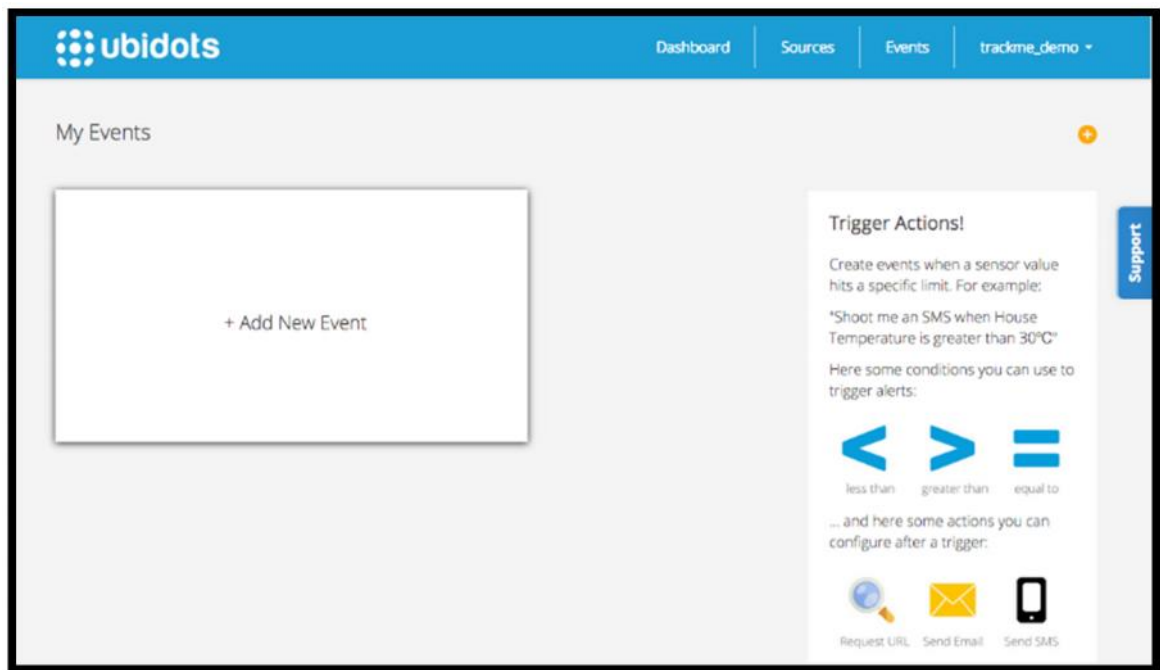 ubidots
Dashboard Sources Events trackme_demo
My Events
+ Add New Event
Trigger Actions!
Create events when a sensor value
hits a specific limit. For example:
"Shoot me an SMS when House
Temperature is greater than 30°C"
Here some conditions you can use to
trigger alerts:
< > =
less than greater than equal to
... and here some actions you can
configure after a trigger:
Request URL Send Email Send SMS
Support